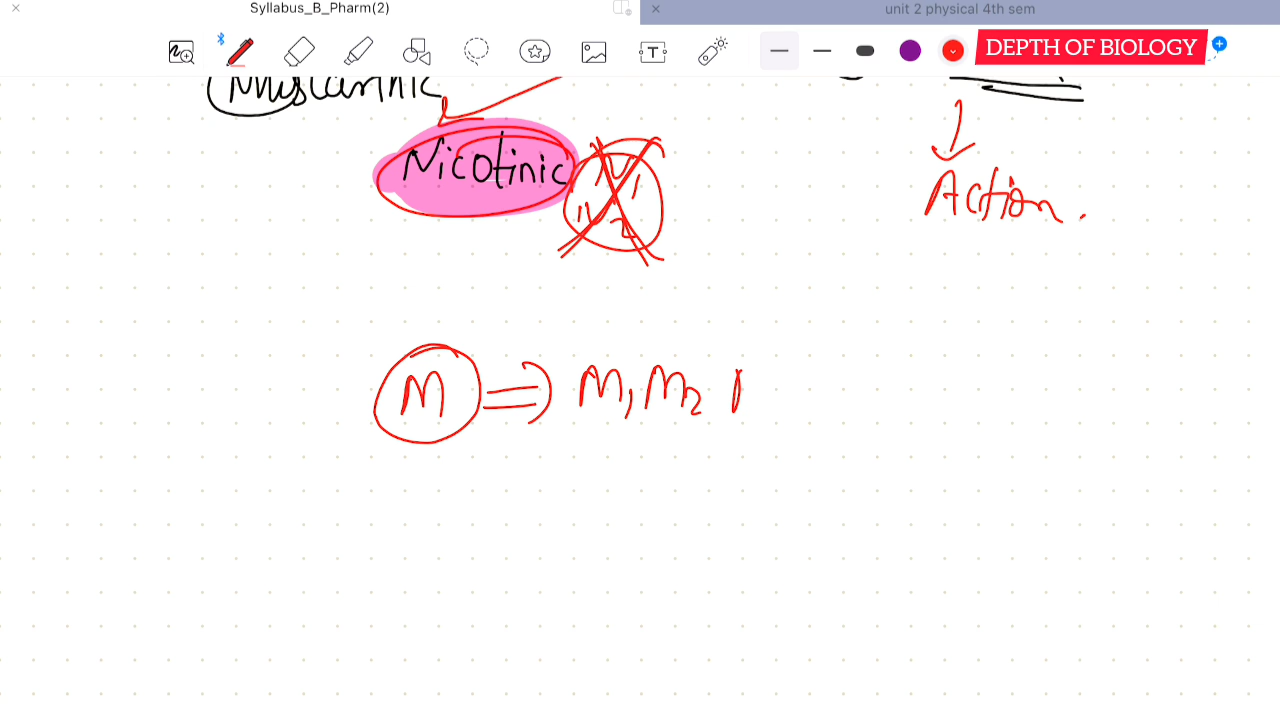 Syllabus_B_Pharm(2)
unit 2 physical 4th sem
DEPTH OF BIOLOGY
Nicotinic
Action.
M ⇒ M1 M2